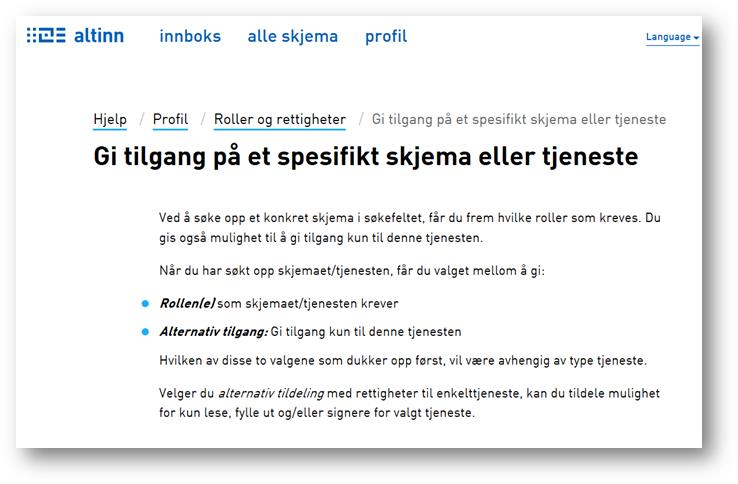 altinn innboks alle skjema profil Language
Hjelp / Profil / Roller og rettigheter / Gi tilgang på et spesifikt skjema eller tjeneste
Gi tilgang på et spesifikt skjema eller tjeneste
Ved å søke opp et konkret skjema i søkefeltet, får du frem hvilke roller som kreves. Du
gis også mulighet til å gi tilgang kun til denne tjenesten.
Når du har søkt opp skjemaet/tjenesten, får du valget mellom å gi:
Rollen(e) som skjemaet/tjenesten krever
Alternativ tilgang: Gi tilgang kun til denne tjenesten
Hvilken av disse to valgene som dukker opp først, vil være avhengig av type tjeneste.
Velger du alternativ tildeling med rettigheter til enkelttjeneste, kan du tildele mulighet
for kun lese, fylle ut og/eller signere for valgt tjeneste.